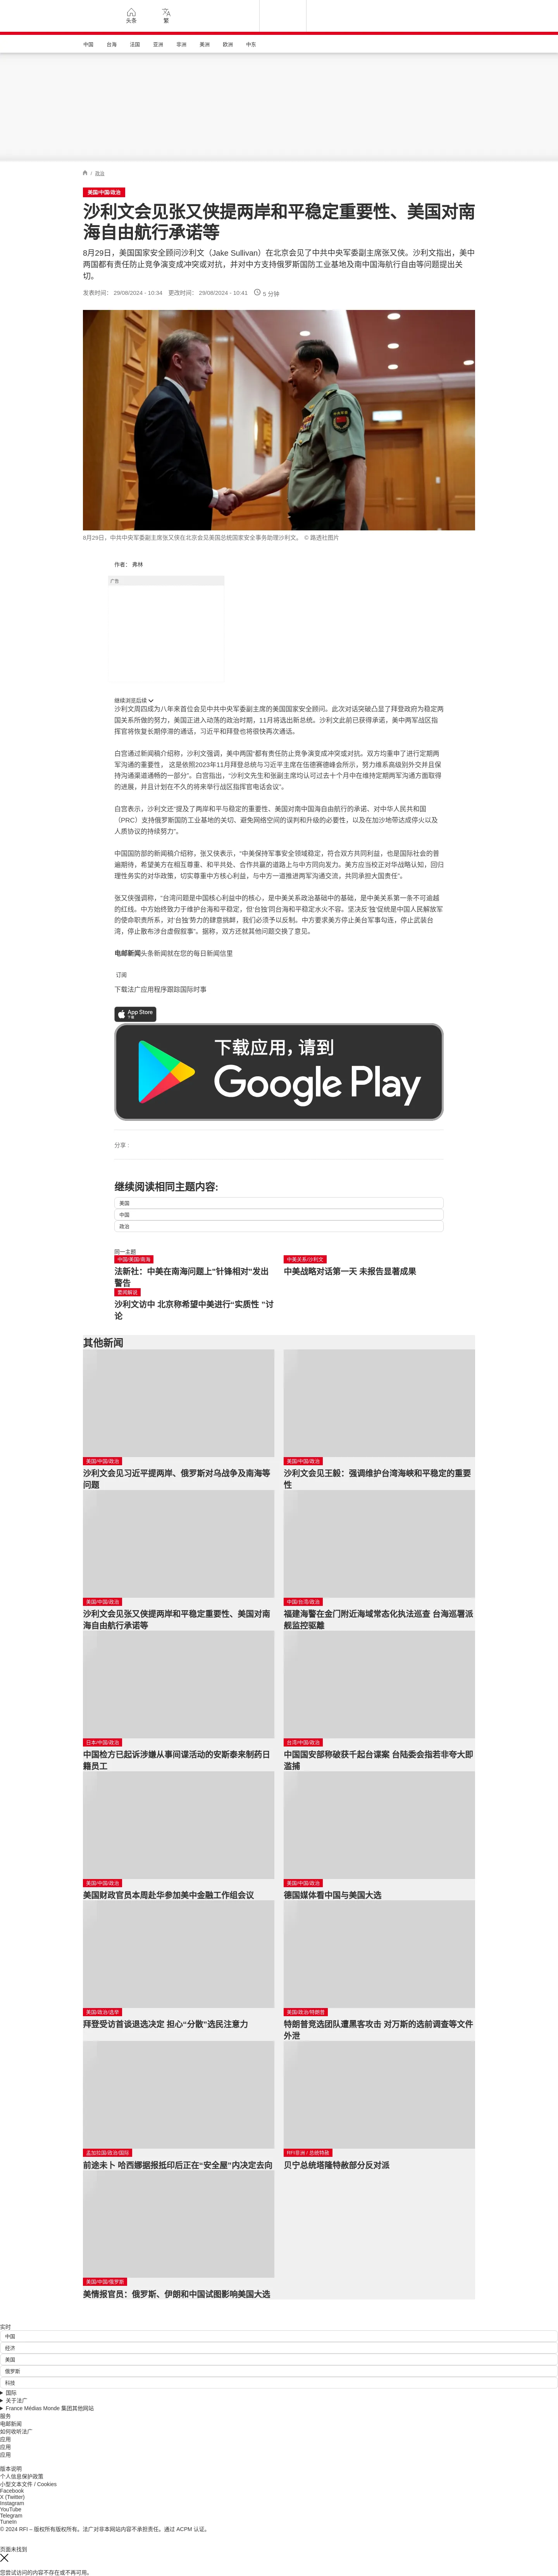 头条
繁
中国
台海
法国
亚洲
非洲
美洲
欧洲
中东
/ 政治
美国/中国/政治
沙利文会见张又侠提两岸和平稳定重要性、美国对南
海自由航行承诺等
8月29日，美国国家安全顾问沙利文（Jake Sullivan）在北京会见了中共中央军委副主席张又侠。沙利文指出，美中
两国都有责任防止竞争演变成冲突或对抗，并对中方支持俄罗斯国防工业基地及南中国海航行自由等问题提出关
切。
发表时间： 29/08/2024 - 10:34 更改时间： 29/08/2024 - 10:41 5 分钟
8月29日，中共中央军委副主席张又侠在北京会见美国总统国家安全事务助理沙利文。 © 路透社图片
作者： 弗林
广告
继续浏览后续
沙利文周四成为八年来首位会见中共中央军委副主席的美国国家安全顾问。此次对话突破凸显了拜登政府为稳定两
国关系所做的努力，美国正进入动荡的政治时期，11月将选出新总统。沙利文此前已获得承诺，美中两军战区指
挥官将恢复长期停滞的通话，习近平和拜登也将很快再次通话。
白宫通过新闻稿介绍称，沙利文强调，美中两国“都有责任防止竞争演变成冲突或对抗。双方均重申了进行定期两
军沟通的重要性， 这是依照2023年11月拜登总统与习近平主席在伍德赛德峰会所示，努力维系高级别外交并且保
持沟通渠道通畅的一部分”。白宫指出，“沙利文先生和张副主席均认可过去十个月中在维持定期两军沟通方面取得
的进展，并且计划在不久的将来举行战区指挥官电话会议”。
白宫表示，沙利文还“提及了两岸和平与稳定的重要性、美国对南中国海自由航行的承诺、对中华人民共和国
（PRC）支持俄罗斯国防工业基地的关切、避免网络空间的误判和升级的必要性，以及在加沙地带达成停火以及
人质协议的持续努力”。
中国国防部的新闻稿介绍称，张又侠表示，“中美保持军事安全领域稳定，符合双方共同利益，也是国际社会的普
遍期待，希望美方在相互尊重、和平共处、合作共赢的道路上与中方同向发力。美方应当校正对华战略认知，回归
理性务实的对华政策，切实尊重中方核心利益，与中方一道推进两军沟通交流，共同承担大国责任”。
张又侠强调称，“台湾问题是中国核心利益中的核心，是中美关系政治基础中的基础，是中美关系第一条不可逾越
的红线。中方始终致力于维护台海和平稳定，但‘台独’同台海和平稳定水火不容。坚决反‘独’促统是中国人民解放军
的使命职责所系，对‘台独’势力的肆意挑衅，我们必须予以反制。中方要求美方停止美台军事勾连，停止武装台
湾，停止散布涉台虚假叙事”。据称，双方还就其他问题交换了意见。
电邮新闻头条新闻就在您的每日新闻信里
订阅
下载法广应用程序跟踪国际时事
App Store
下载
下载应用，请到
Google Play
分享 :
继续阅读相同主题内容:
美国
中国
政治
同一主题
中国/美国/南海
法新社：中美在南海问题上"针锋相对"发出
警告
中美关系/沙利文
中美战略对话第一天 未报告显著成果
要闻解说
沙利文访中 北京称希望中美进行“实质性 ”讨
论
其他新闻
美国/中国/政治
沙利文会见习近平提两岸、俄罗斯对乌战争及南海等
问题
美国/中国/政治
沙利文会见王毅：强调维护台湾海峡和平稳定的重要
性
美国/中国/政治
沙利文会见张又侠提两岸和平稳定重要性、美国对南
海自由航行承诺等
中国/台湾/政治
福建海警在金门附近海域常态化执法巡查 台海巡署派
舰监控驱离
日本/中国/政治
中国检方已起诉涉嫌从事间谍活动的安斯泰来制药日
籍员工
台湾/中国/政治
中国国安部称破获千起台谍案 台陆委会指若非夸大即
滥捕
美国/中国/政治
美国财政官员本周赴华参加美中金融工作组会议
美国/中国/政治
德国媒体看中国与美国大选
美国/政治/选举
拜登受访首谈退选决定 担心“分散”选民注意力
美国/政治/特朗普
特朗普竞选团队遭黑客攻击 对万斯的选前调查等文件
外泄
孟加拉国/政治/国际
前途未卜 哈西娜据报抵印后正在“安全屋”内决定去向
RFI非洲 / 总统特赦
贝宁总统塔隆特赦部分反对派
美国/中国/俄罗斯
美情报官员：俄罗斯、伊朗和中国试图影响美国大选
实时
中国
经济
美国
俄罗斯
科技
国际
关于法广
France Médias Monde 集团其他网站
服务
电邮新闻
如何收听法广
应用
应用
应用
版本说明
个人信息保护政策
小型文本文件 / Cookies
Facebook
X (Twitter)
Instagram
YouTube
Telegram
TuneIn
© 2024 RFI – 版权所有版权所有。法广对非本网站内容不承担责任。通过 ACPM 认证。
页面未找到
您尝试访问的内容不存在或不再可用。